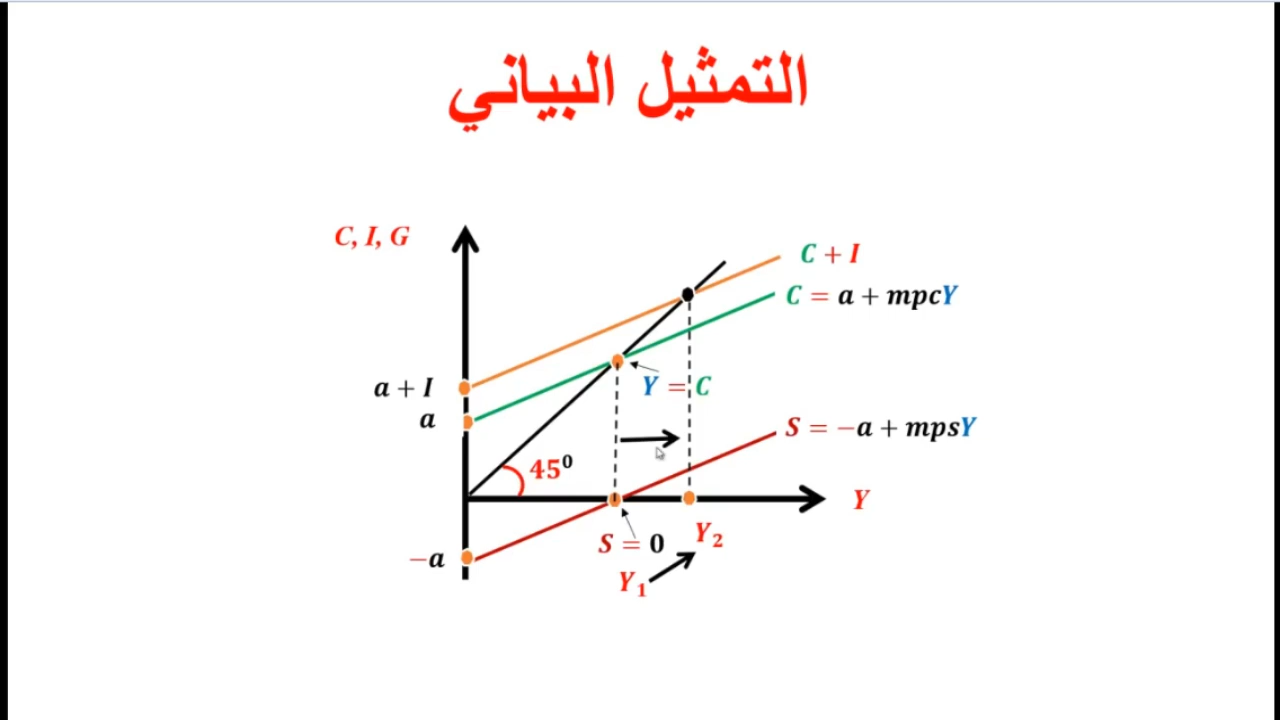 التمثيل البياني
C, I, G
C + I
C = a + mpcY
a + I
Y = C
a
S = −a + mpsY
45⁰
Y
S = 0
Y₂
−a
Y₁